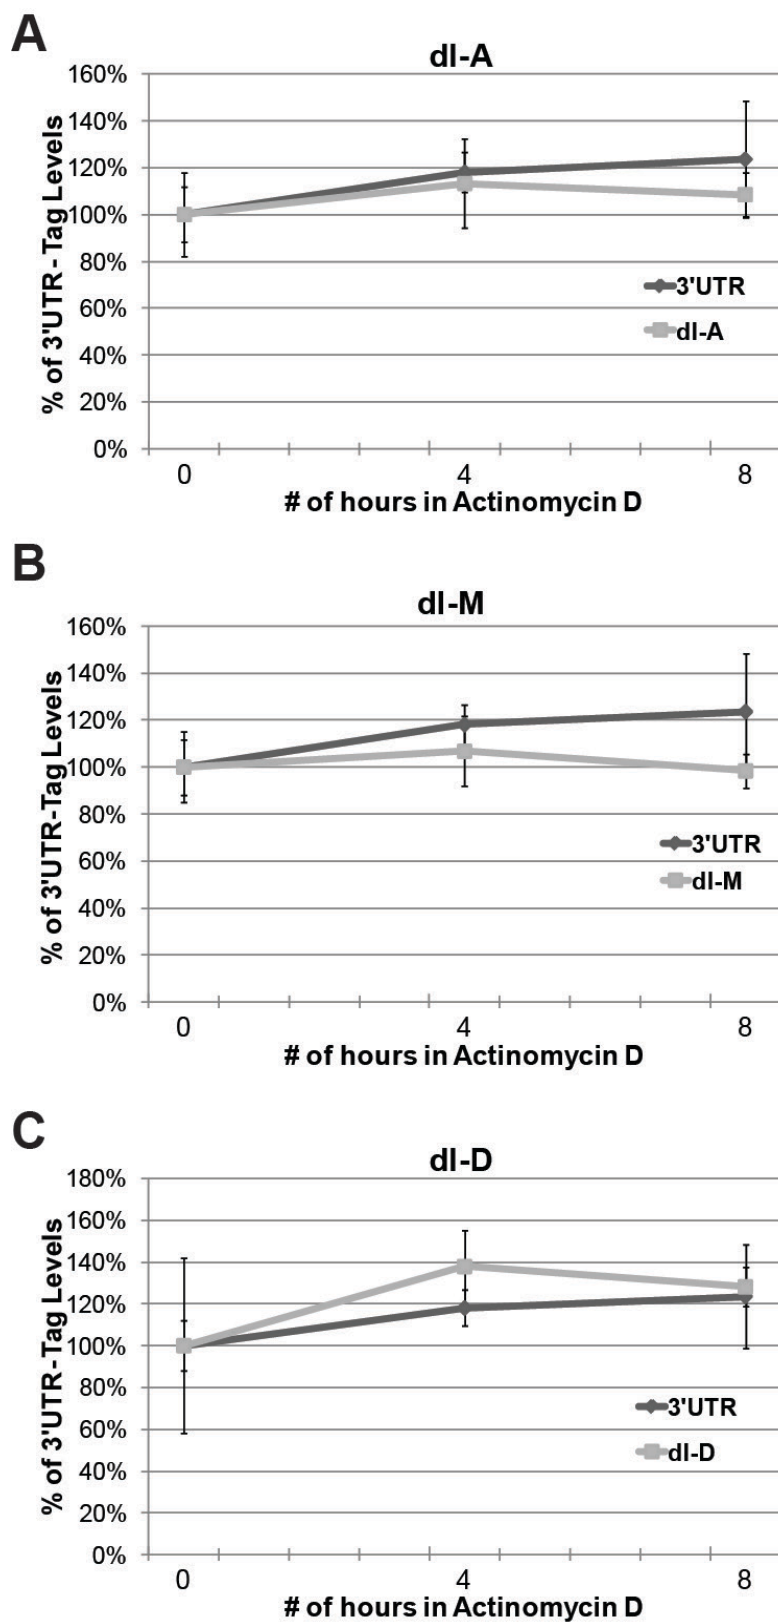 A
dl-A
160%
140%
120%
100%
80%
60%
40%
20%
0%
% of 3'UTR - Tag Levels
3'UTR
dl-A
0 4 8
# of hours in Actinomycin D
B
dl-M
160%
140%
120%
100%
80%
60%
40%
20%
0%
% of 3'UTR-Tag Levels
3'UTR
dl-M
0 4 8
# of hours in Actinomycin D
C
dl-D
180%
160%
140%
120%
100%
80%
60%
40%
20%
0%
% of 3'UTR-Tag Levels
3'UTR
dl-D
0 4 8
# of hours in Actinomycin D